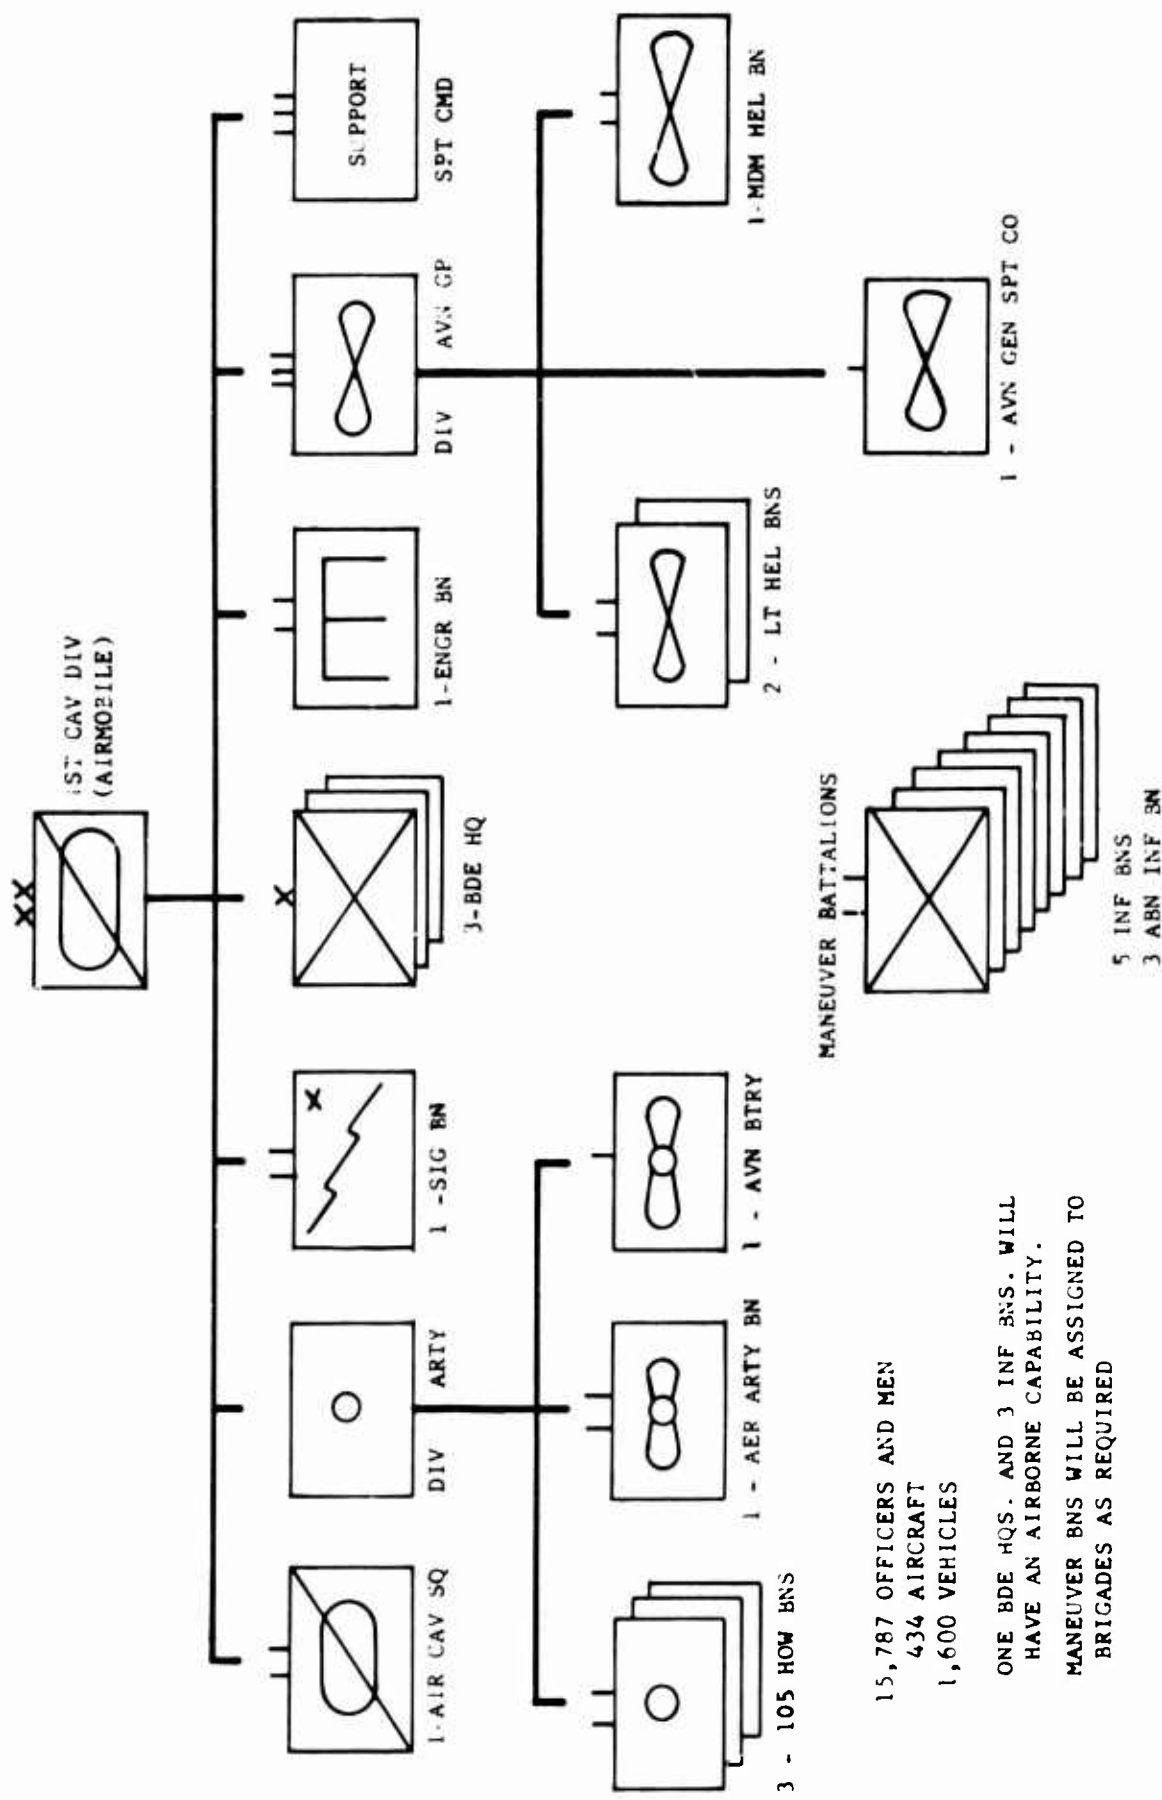 1ST CAV DIV
(AIRMOBILE)
XX
1-AIR CAV SQ
DIV ARTY
1 -SIG BN
X
3-BDE HQ
X
1-ENGR BN
DIV AVN GP
SUPPORT
SPT CMD
3 - 105 HOW BNS
1 - AER ARTY BN
1 - AVN BTRY
2 - LT HEL BNS
1-MDM HEL BN
MANEUVER BATTALIONS
5 INF BNS
3 ABN INF BN
1 - AVN GEN SPT CO
15,787 OFFICERS AND MEN
434 AIRCRAFT
1,600 VEHICLES
ONE BDE HQS. AND 3 INF BNS. WILL
HAVE AN AIRBORNE CAPABILITY.
MANEUVER BNS WILL BE ASSIGNED TO
BRIGADES AS REQUIRED